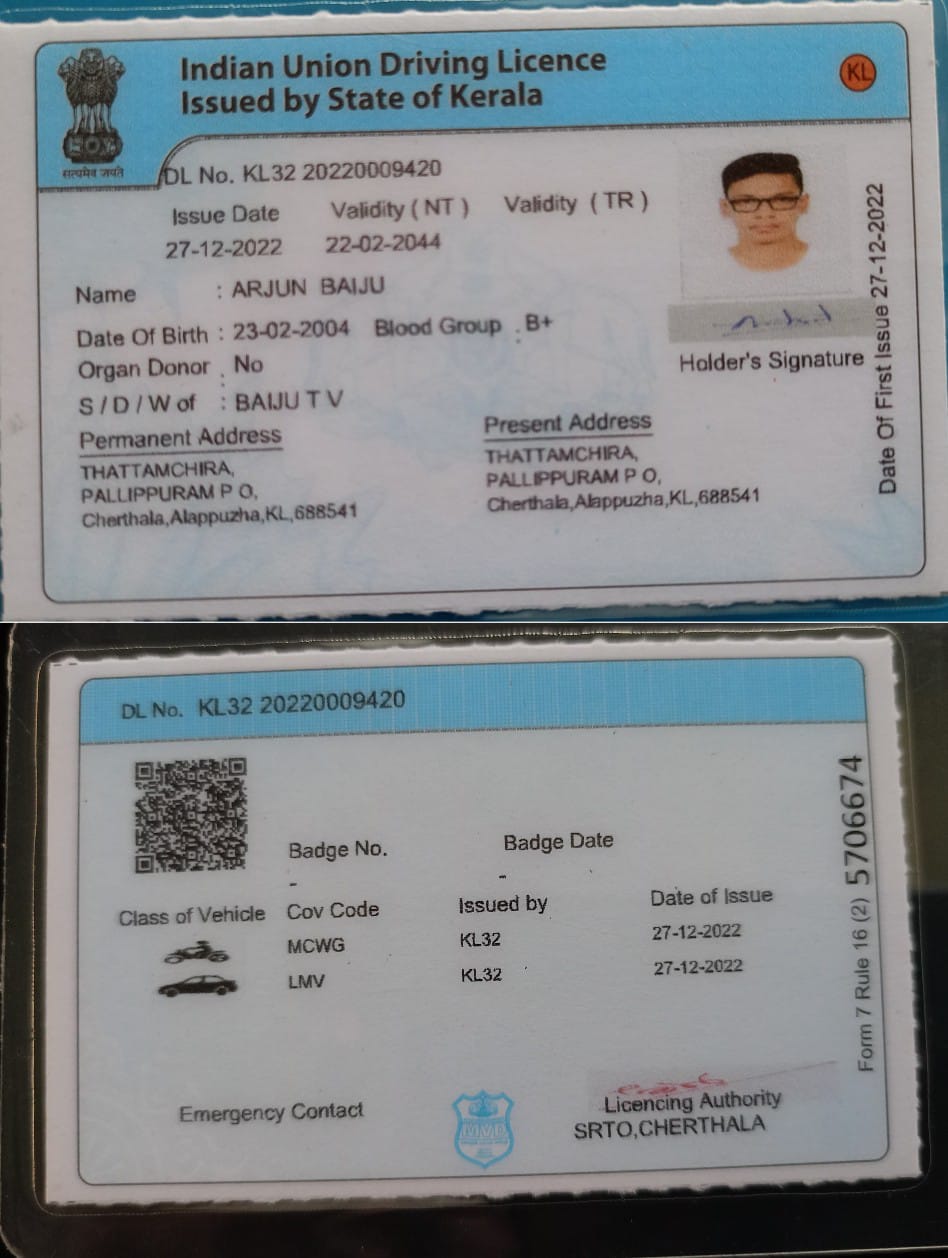 Indian Union Driving Licence
Issued by State of Kerala
KL
सत्यमेव जयते
DL No. KL32 20220009420
Issue Date Validity ( NT ) Validity ( TR )
27-12-2022 22-02-2044
Name : ARJUN BAIJU
Date Of Birth : 23-02-2004 Blood Group : B+
Organ Donor : No
S / D / W of : BAIJU T V
Holder's Signature
Date Of First Issue 27-12-2022
Permanent Address
THATTAMCHIRA,
PALLIPPURAM P O,
Cherthala,Alappuzha,KL,688541
Present Address
THATTAMCHIRA,
PALLIPPURAM P O,
Cherthala,Alappuzha,KL,688541
DL No. KL32 20220009420
Badge No. Badge Date
- -
Class of Vehicle Cov Code Issued by Date of Issue
MCWG KL32 27-12-2022
LMV KL32 27-12-2022
Form 7 Rule 16 (2) 5706674
Emergency Contact
MVD
Licencing Authority
SRTO,CHERTHALA